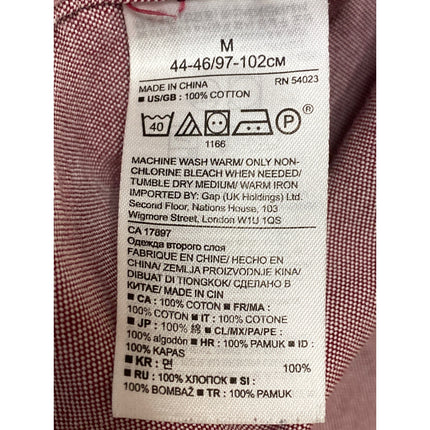 M
44-46/97-102см
MADE IN CHINA RN 54023
■ US/GB : 100% COTTON
40 P ®
1166
MACHINE WASH WARM/ ONLY NON-
CHLORINE BLEACH WHEN NEEDED/
TUMBLE DRY MEDIUM/ WARM IRON
IMPORTED BY: Gap (UK Holdings) Ltd.
Second Floor, Nations House, 103
Wigmore Street, London W1U 1QS
CA 17897
Одежда второго слоя
FABRIQUE EN CHINE/ HECHO EN
CHINA/ ZEMLJA PROIZVODNJE KINA/
DIBUAT DI TIONGKOK/ СДЕЛАНО В
КИТАЕ/ MADE IN CIN
■ CA : 100% COTON ■ FR/MA :
100% COTON ■ IT : 100% COTONE
■ JP : 100% 綿 ■ CL/MX/PA/PE :
100% algodón ■ HR : 100% PAMUK ■ ID :
100% KAPAS
■ KR : 면 100%
■ RU : 100% ХЛОПОК ■ SI :
100% BOMBAŽ ■ TR : 100% PAMUK